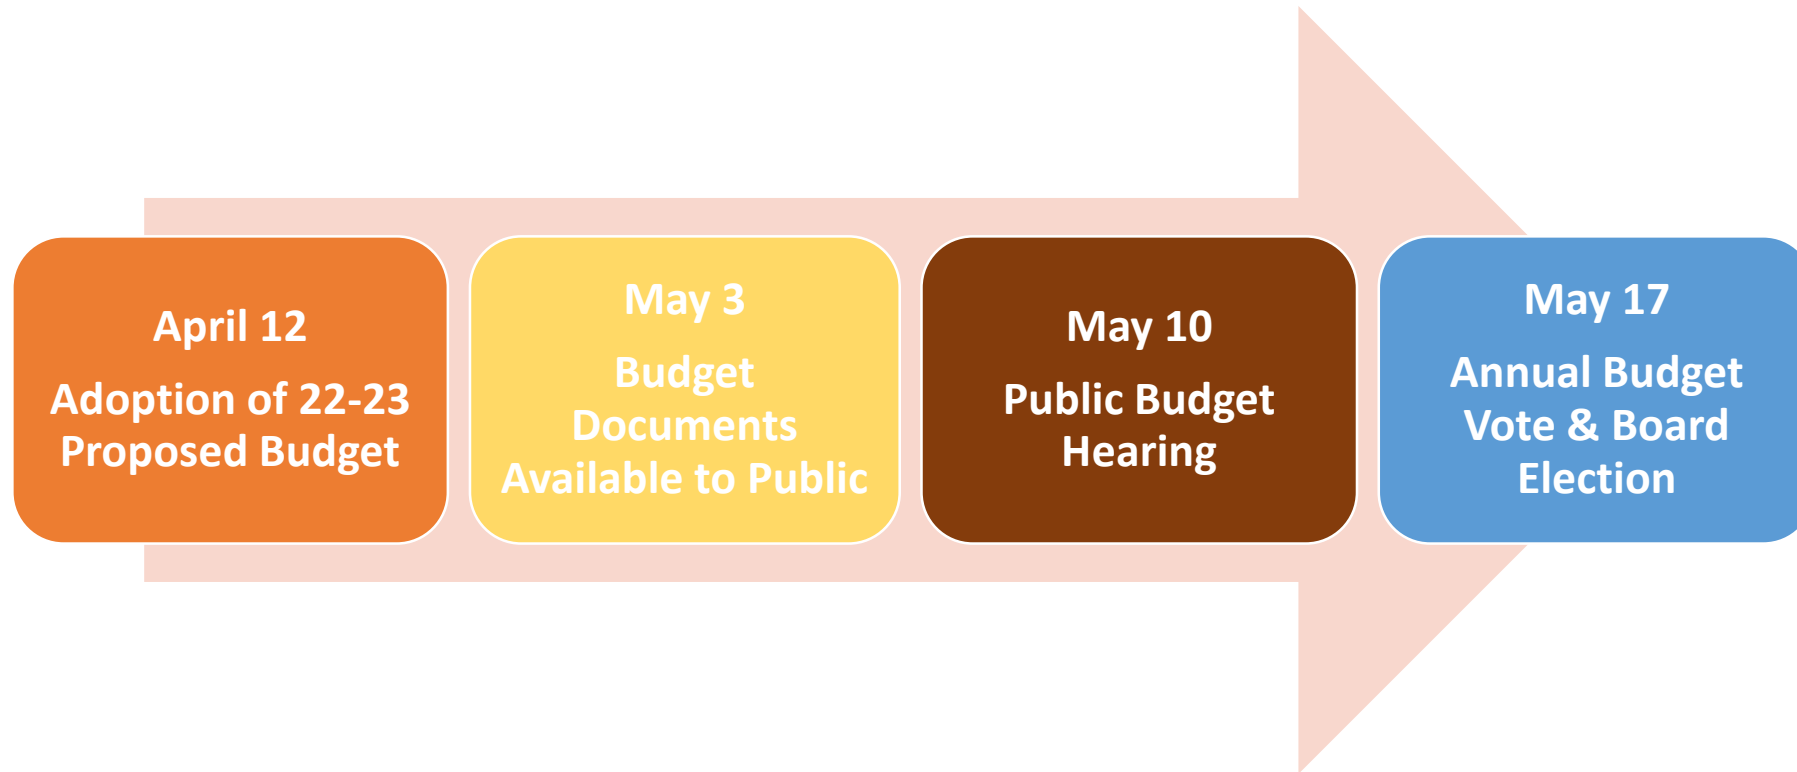 April 12
Adoption of 22-23
Proposed Budget
May 3
Budget
Documents
Available to Public
May 10
Public Budget
Hearing
May 17
Annual Budget
Vote & Board
Election